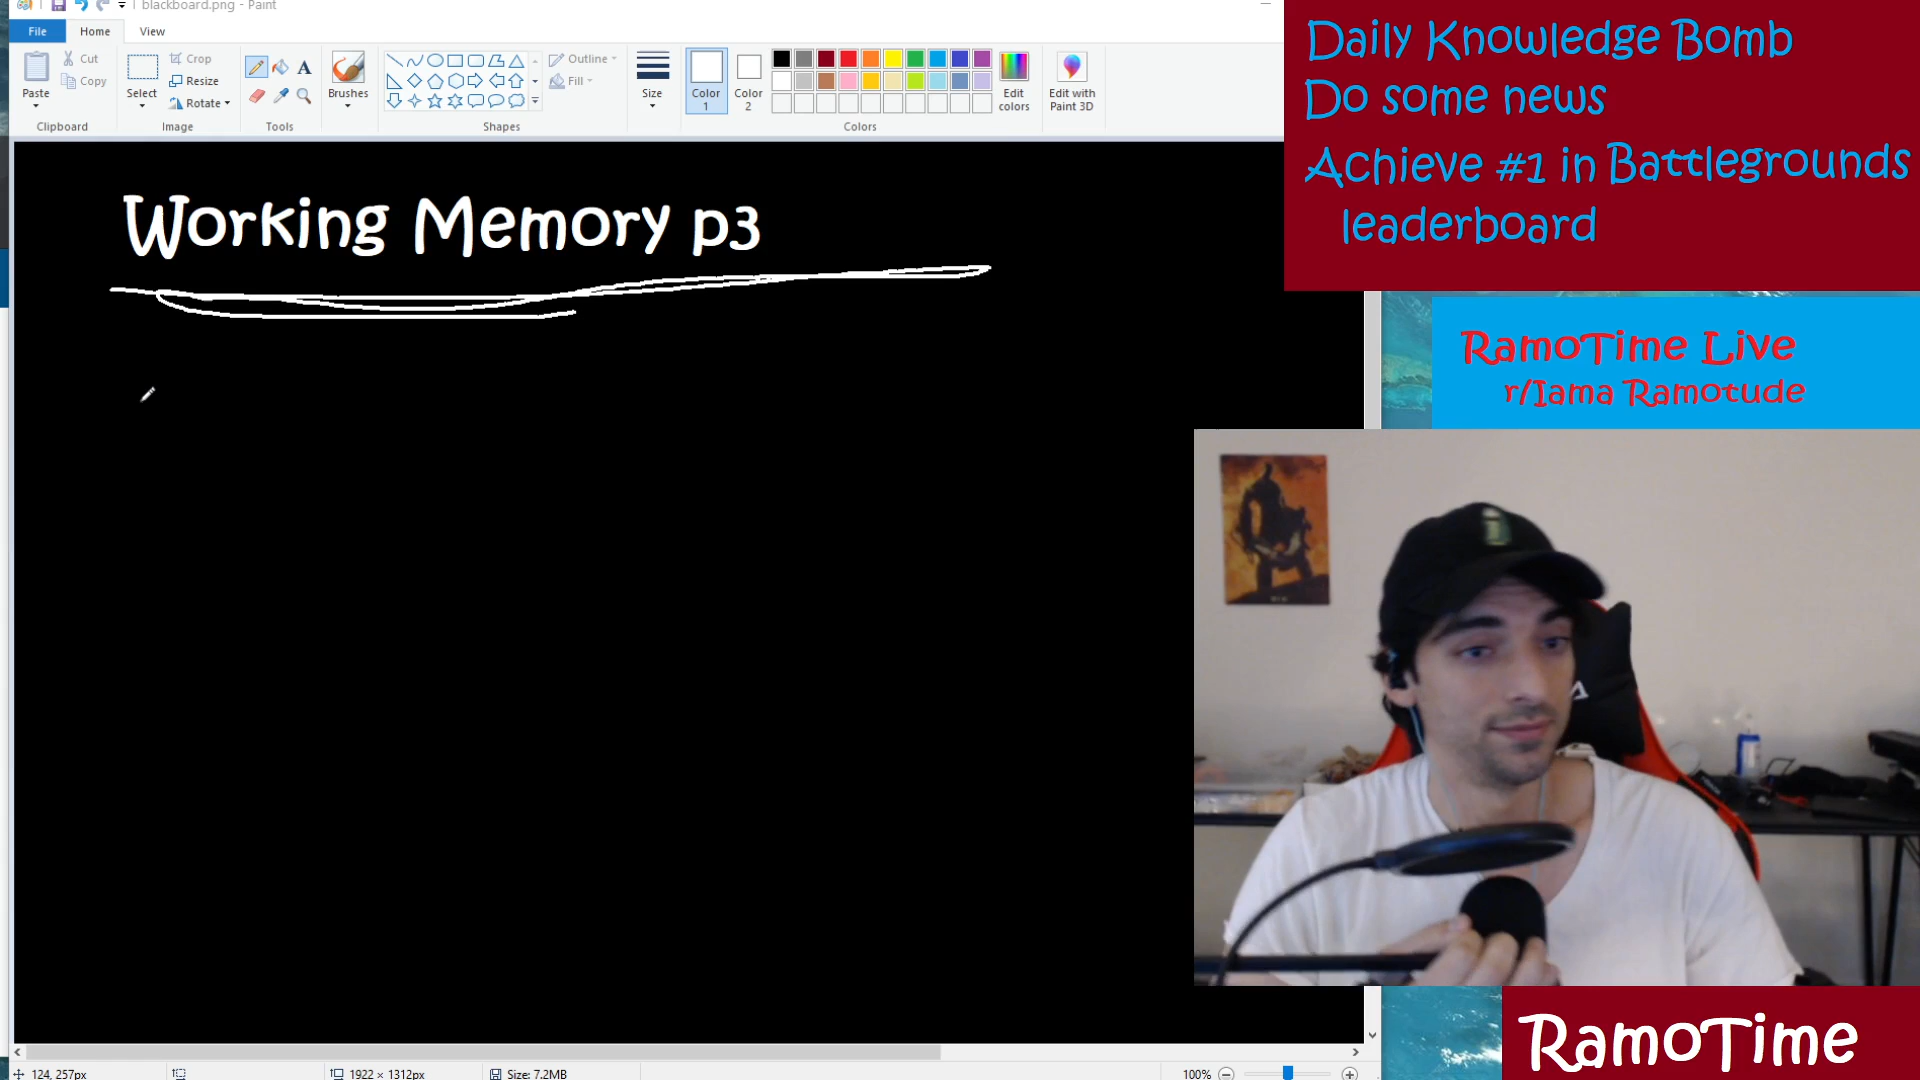 blackboard.png - Paint
File Home View
Paste
Cut
Copy
Clipboard
Select
Crop
Resize
Rotate
Image
A
Tools
Brushes
Outline
Fill
Shapes
Size
Color 1
Color 2
Edit colors
Edit with Paint 3D
Colors
Working Memory p3
Daily Knowledge Bomb
Do some news
Achieve #1 in Battlegrounds
leaderboard
RamoTime Live
r/Iama Ramotude
RamoTime
124, 257px
1922 × 1312px
Size: 7.2MB
100%